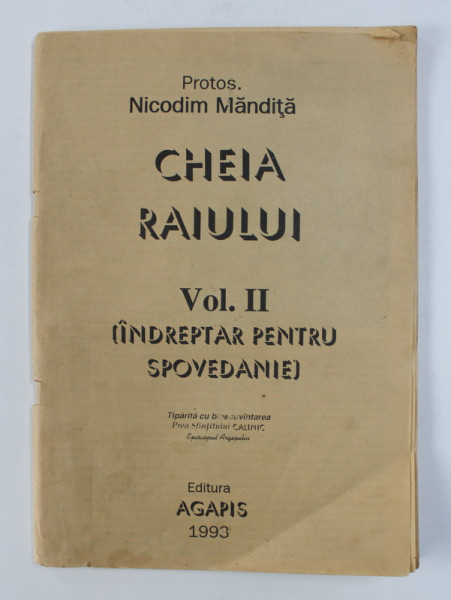 Protos.
Nicodim Măndiţă
CHEIA
RAIULUI
Vol. II
(ÎNDREPTAR PENTRU
SPOVEDANIE)
Tipărită cu binecuvîntarea
Prea Sfinţitului CALINIC
Episcopul Argeşului
Editura
AGAPIS
1993